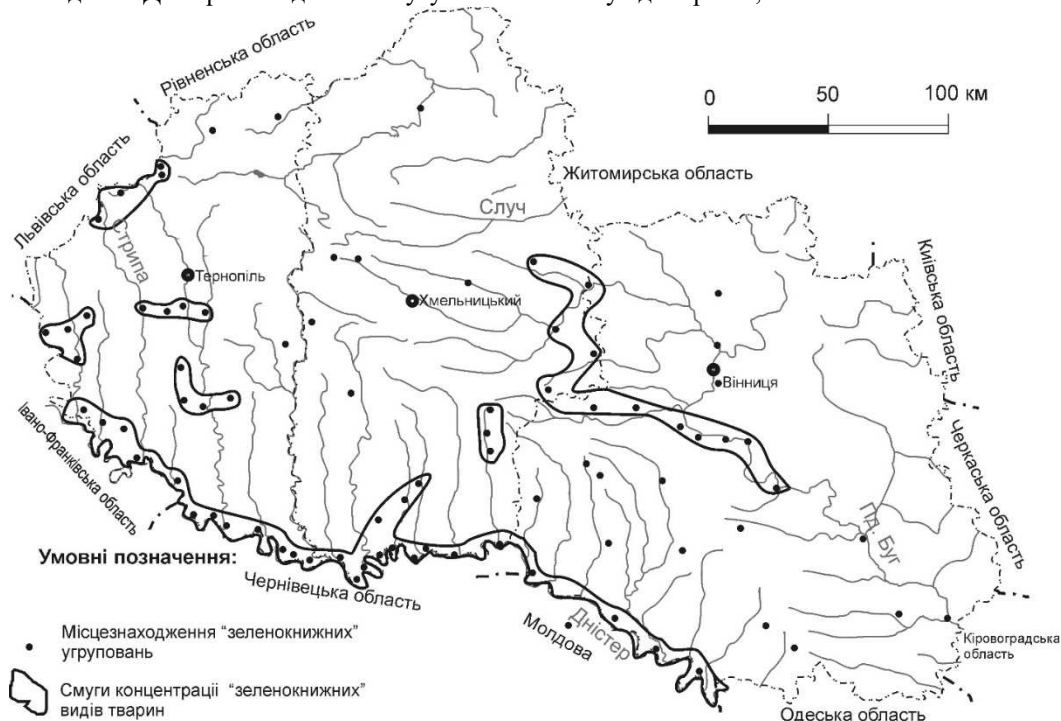 Рівненська область
0 50 100 км
Львівська область
Житомирська область
Случ
Стрипа
Тернопіль
Хмельницький
Київська область
Вінниця
Івано-Франківська область
Черкаська область
Пд. Буг
Умовні позначення:
Чернівецька область
Дністер
Молдова
Місцезнаходження “зеленокнижних”
угруповань
Кіровоградська
область
Смуги концентрації “зеленокнижних”
видів тварин
Одеська область